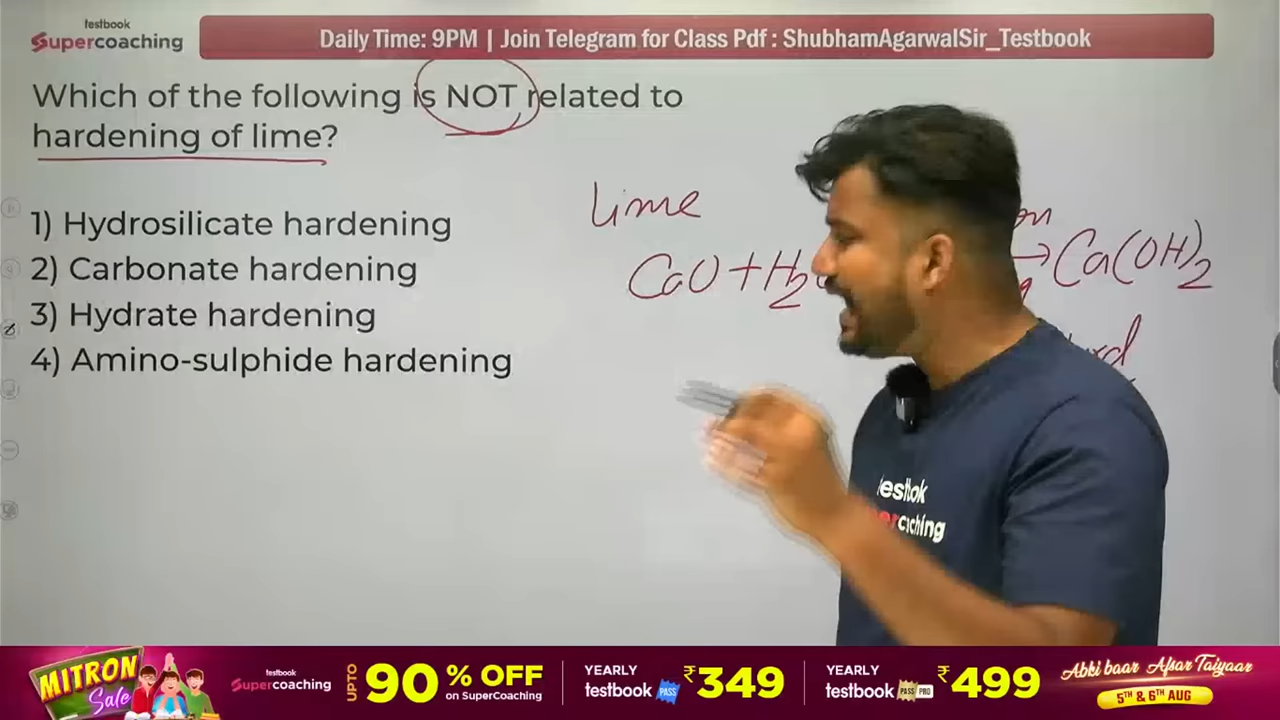 testbook
Supercoaching
Daily Time: 9PM | Join Telegram for Class Pdf : ShubhamAgarwalSir_Testbook
Which of the following is NOT related to
hardening of lime?
1) Hydrosilicate hardening
2) Carbonate hardening
3) Hydrate hardening
4) Amino-sulphide hardening
lime
CaO + H2
→ Ca(OH)2
testbook
coaching
MITRON
Sale
testbook
Supercoaching
UPTO
90% OFF
on SuperCoaching
YEARLY
testbook PASS
₹349
YEARLY
testbook PASS PRO
₹499
Abki baar Afsar Taiyaar
5TH & 6TH AUG